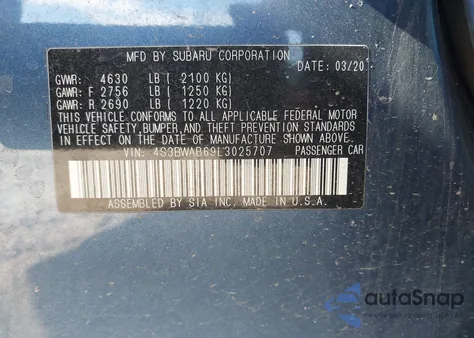 MFD BY SUBARU CORPORATION
DATE: 03/20
GVWR: 4630 LB ( 2100 KG)
GAWR: F 2756 LB ( 1250 KG)
GAWR: R 2690 LB ( 1220 KG)
THIS VEHICLE CONFORMS TO ALL APPLICABLE FEDERAL MOTOR
VEHICLE SAFETY, BUMPER, AND THEFT PREVENTION STANDARDS
IN EFFECT ON THE DATE OF MANUFACTURE SHOWN ABOVE.
VIN: 4S3BWAB69L3025707 PASSENGER CAR
ASSEMBLED BY SIA INC, MADE IN U.S.A.
autoSnap